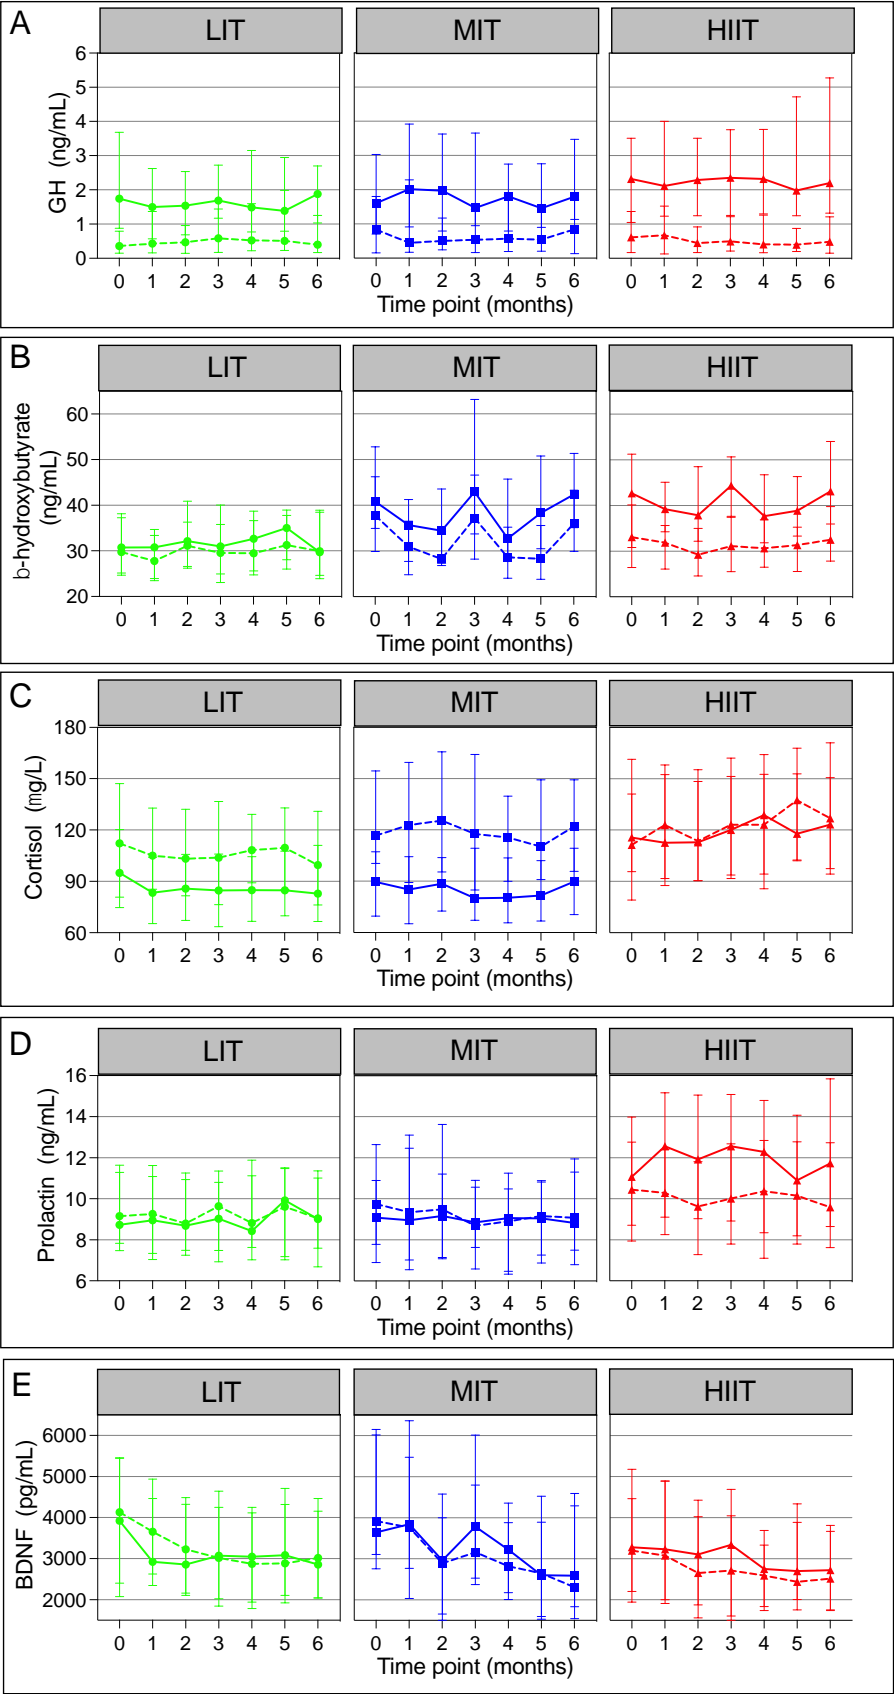 A
LIT MIT HIIT
GH (ng/mL)
6
5
4
3
2
1
0
0 1 2 3 4 5 6 0 1 2 3 4 5 6 0 1 2 3 4 5 6
Time point (months)
B
LIT MIT HIIT
b-hydroxybutyrate
(ng/mL)
60
50
40
30
20
0 1 2 3 4 5 6 0 1 2 3 4 5 6 0 1 2 3 4 5 6
Time point (months)
C
LIT MIT HIIT
Cortisol (mg/L)
180
150
120
90
60
0 1 2 3 4 5 6 0 1 2 3 4 5 6 0 1 2 3 4 5 6
Time point (months)
D
LIT MIT HIIT
Prolactin (ng/mL)
16
14
12
10
8
6
0 1 2 3 4 5 6 0 1 2 3 4 5 6 0 1 2 3 4 5 6
Time point (months)
E
LIT MIT HIIT
BDNF (pg/mL)
6000
5000
4000
3000
2000
0 1 2 3 4 5 6 0 1 2 3 4 5 6 0 1 2 3 4 5 6
Time point (months)